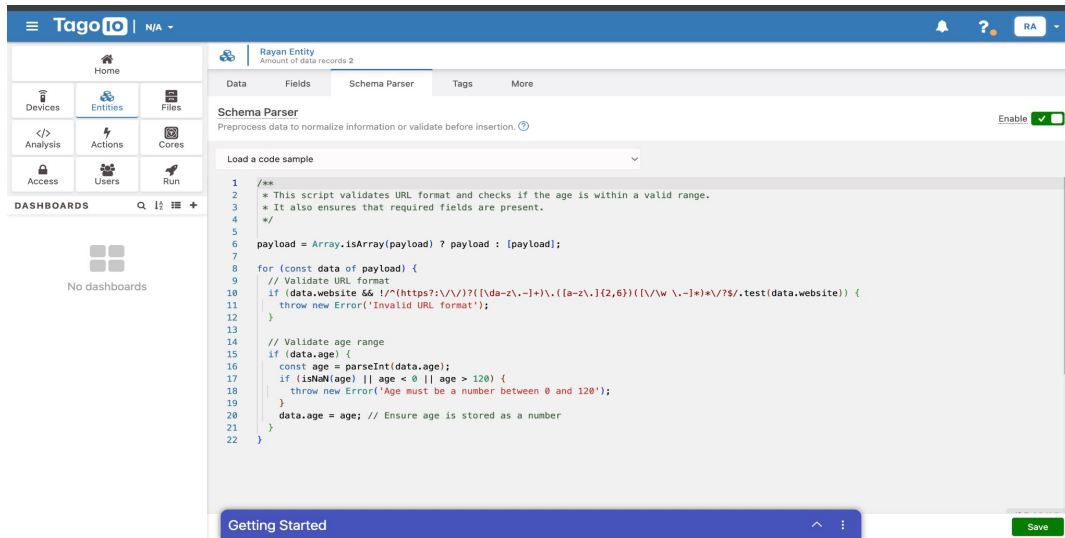 Tago IO | N/A
?
RA
Home
Devices
Entities
Files
Analysis
Actions
Cores
Access
Users
Run
DASHBOARDS
No dashboards
Rayan Entity
Amount of data records 2
Data Fields Schema Parser Tags More
Schema Parser
Preprocess data to normalize information or validate before insertion. ?
Enable
Load a code sample
1 /**
2 * This script validates URL format and checks if the age is within a valid range.
3 * It also ensures that required fields are present.
4 */
5
6 payload = Array.isArray(payload) ? payload : [payload];
7
8 for (const data of payload) {
9 // Validate URL format
10 if (data.website && !/^(https?:\/\/)?([\da-z\.-]+)\.([a-z\.]{2,6})([\/\w \.-]*)*\/?$/.test(data.website)) {
11 throw new Error('Invalid URL format');
12 }
13
14 // Validate age range
15 if (data.age) {
16 const age = parseInt(data.age);
17 if (isNaN(age) || age < 0 || age > 120) {
18 throw new Error('Age must be a number between 0 and 120');
19 }
20 data.age = age; // Ensure age is stored as a number
21 }
22 }
Getting Started
Save